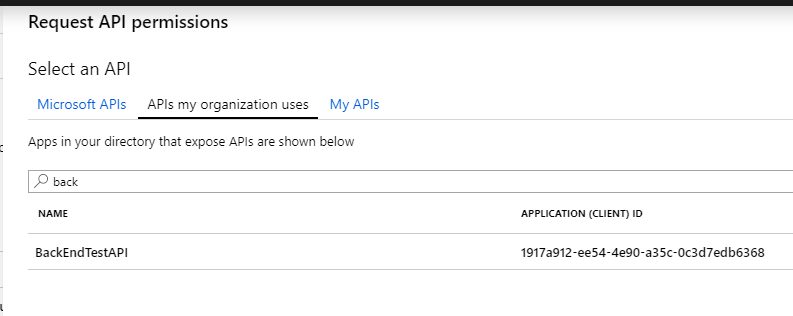 Request API permissions
Select an API
Microsoft APIs APIs my organization uses My APIs
Apps in your directory that expose APIs are shown below
back
NAME APPLICATION (CLIENT) ID
BackEndTestAPI 1917a912-ee54-4e90-a35c-0c3d7edb6368